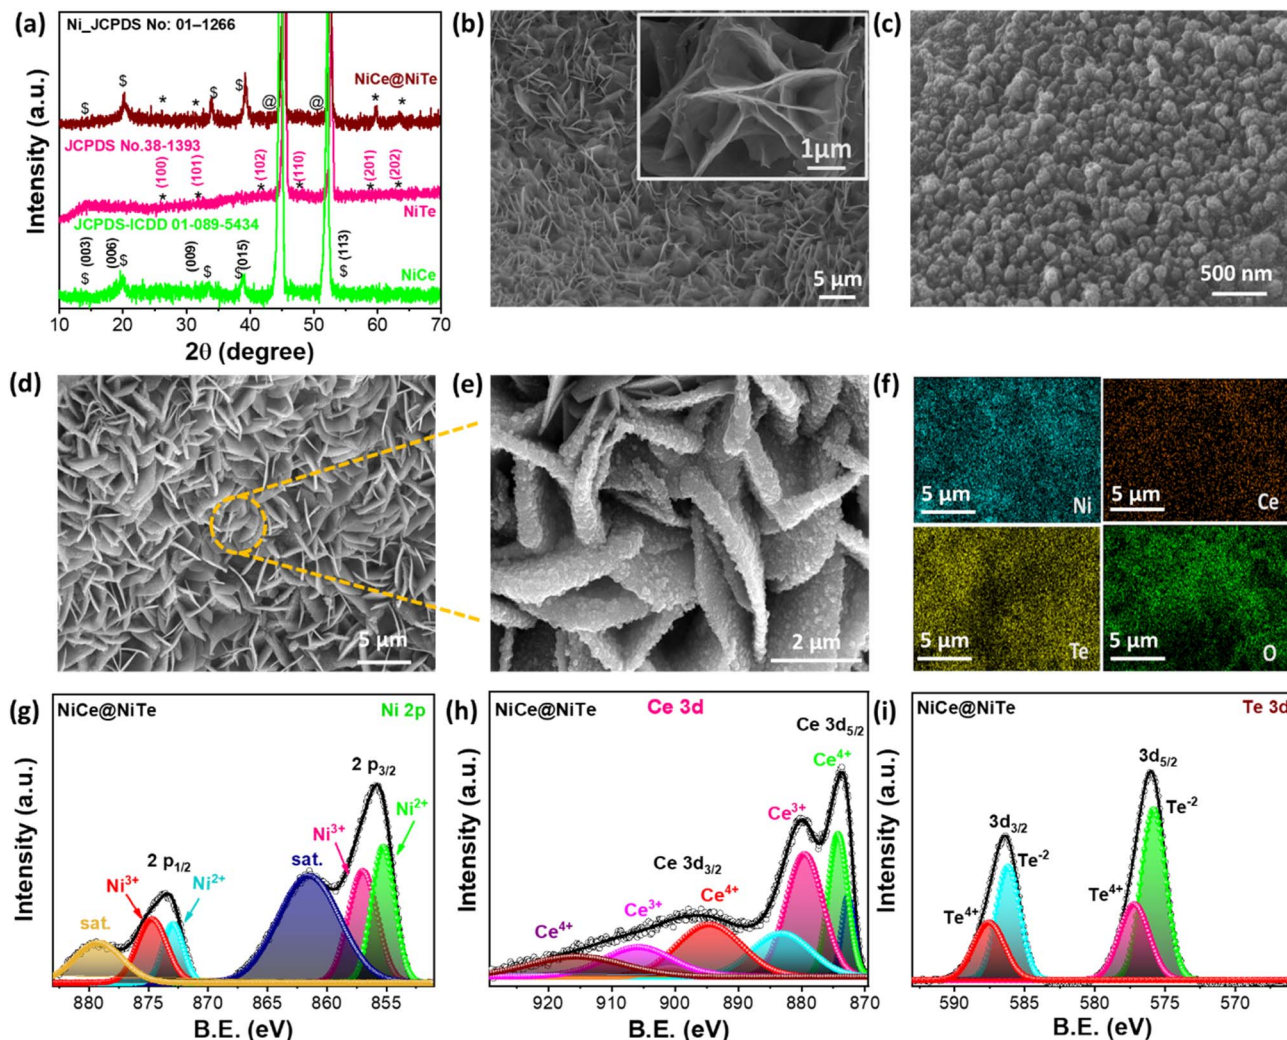 (a)
Ni_JCPDS No: 01–1266
NiCe@NiTe
$ $ * * $ $ @ @ * *
JCPDS No.38-1393
(100) (101) (102) (110) (201) (202)
* * * * * *
NiTe
JCPDS-ICDD 01-089-5434
(003) (006) (009) (015) (113)
$ $ $ $ $
NiCe
Intensity (a.u.)
10 20 30 40 50 60 70
2θ (degree)
(b)
1μm
5 μm
(c)
500 nm
(d)
5 μm
(e)
2 μm
(f)
5 μm
Ni
5 μm
Ce
5 μm
Te
5 μm
O
(g)
NiCe@NiTe
Ni 2p
2 p3/2
Ni2+
Ni3+
sat.
2 p1/2
Ni3+
Ni2+
sat.
Intensity (a.u.)
880 875 870 865 860 855
B.E. (eV)
(h)
NiCe@NiTe
Ce 3d
Ce 3d5/2
Ce4+
Ce3+
Ce 3d3/2
Ce4+
Ce3+
Ce4+
Intensity (a.u.)
920 910 900 890 880 870
B.E. (eV)
(i)
NiCe@NiTe
Te 3d
3d5/2
Te-2
3d3/2
Te-2
Te4+
Te4+
Intensity (a.u.)
590 585 580 575 570
B.E. (eV)